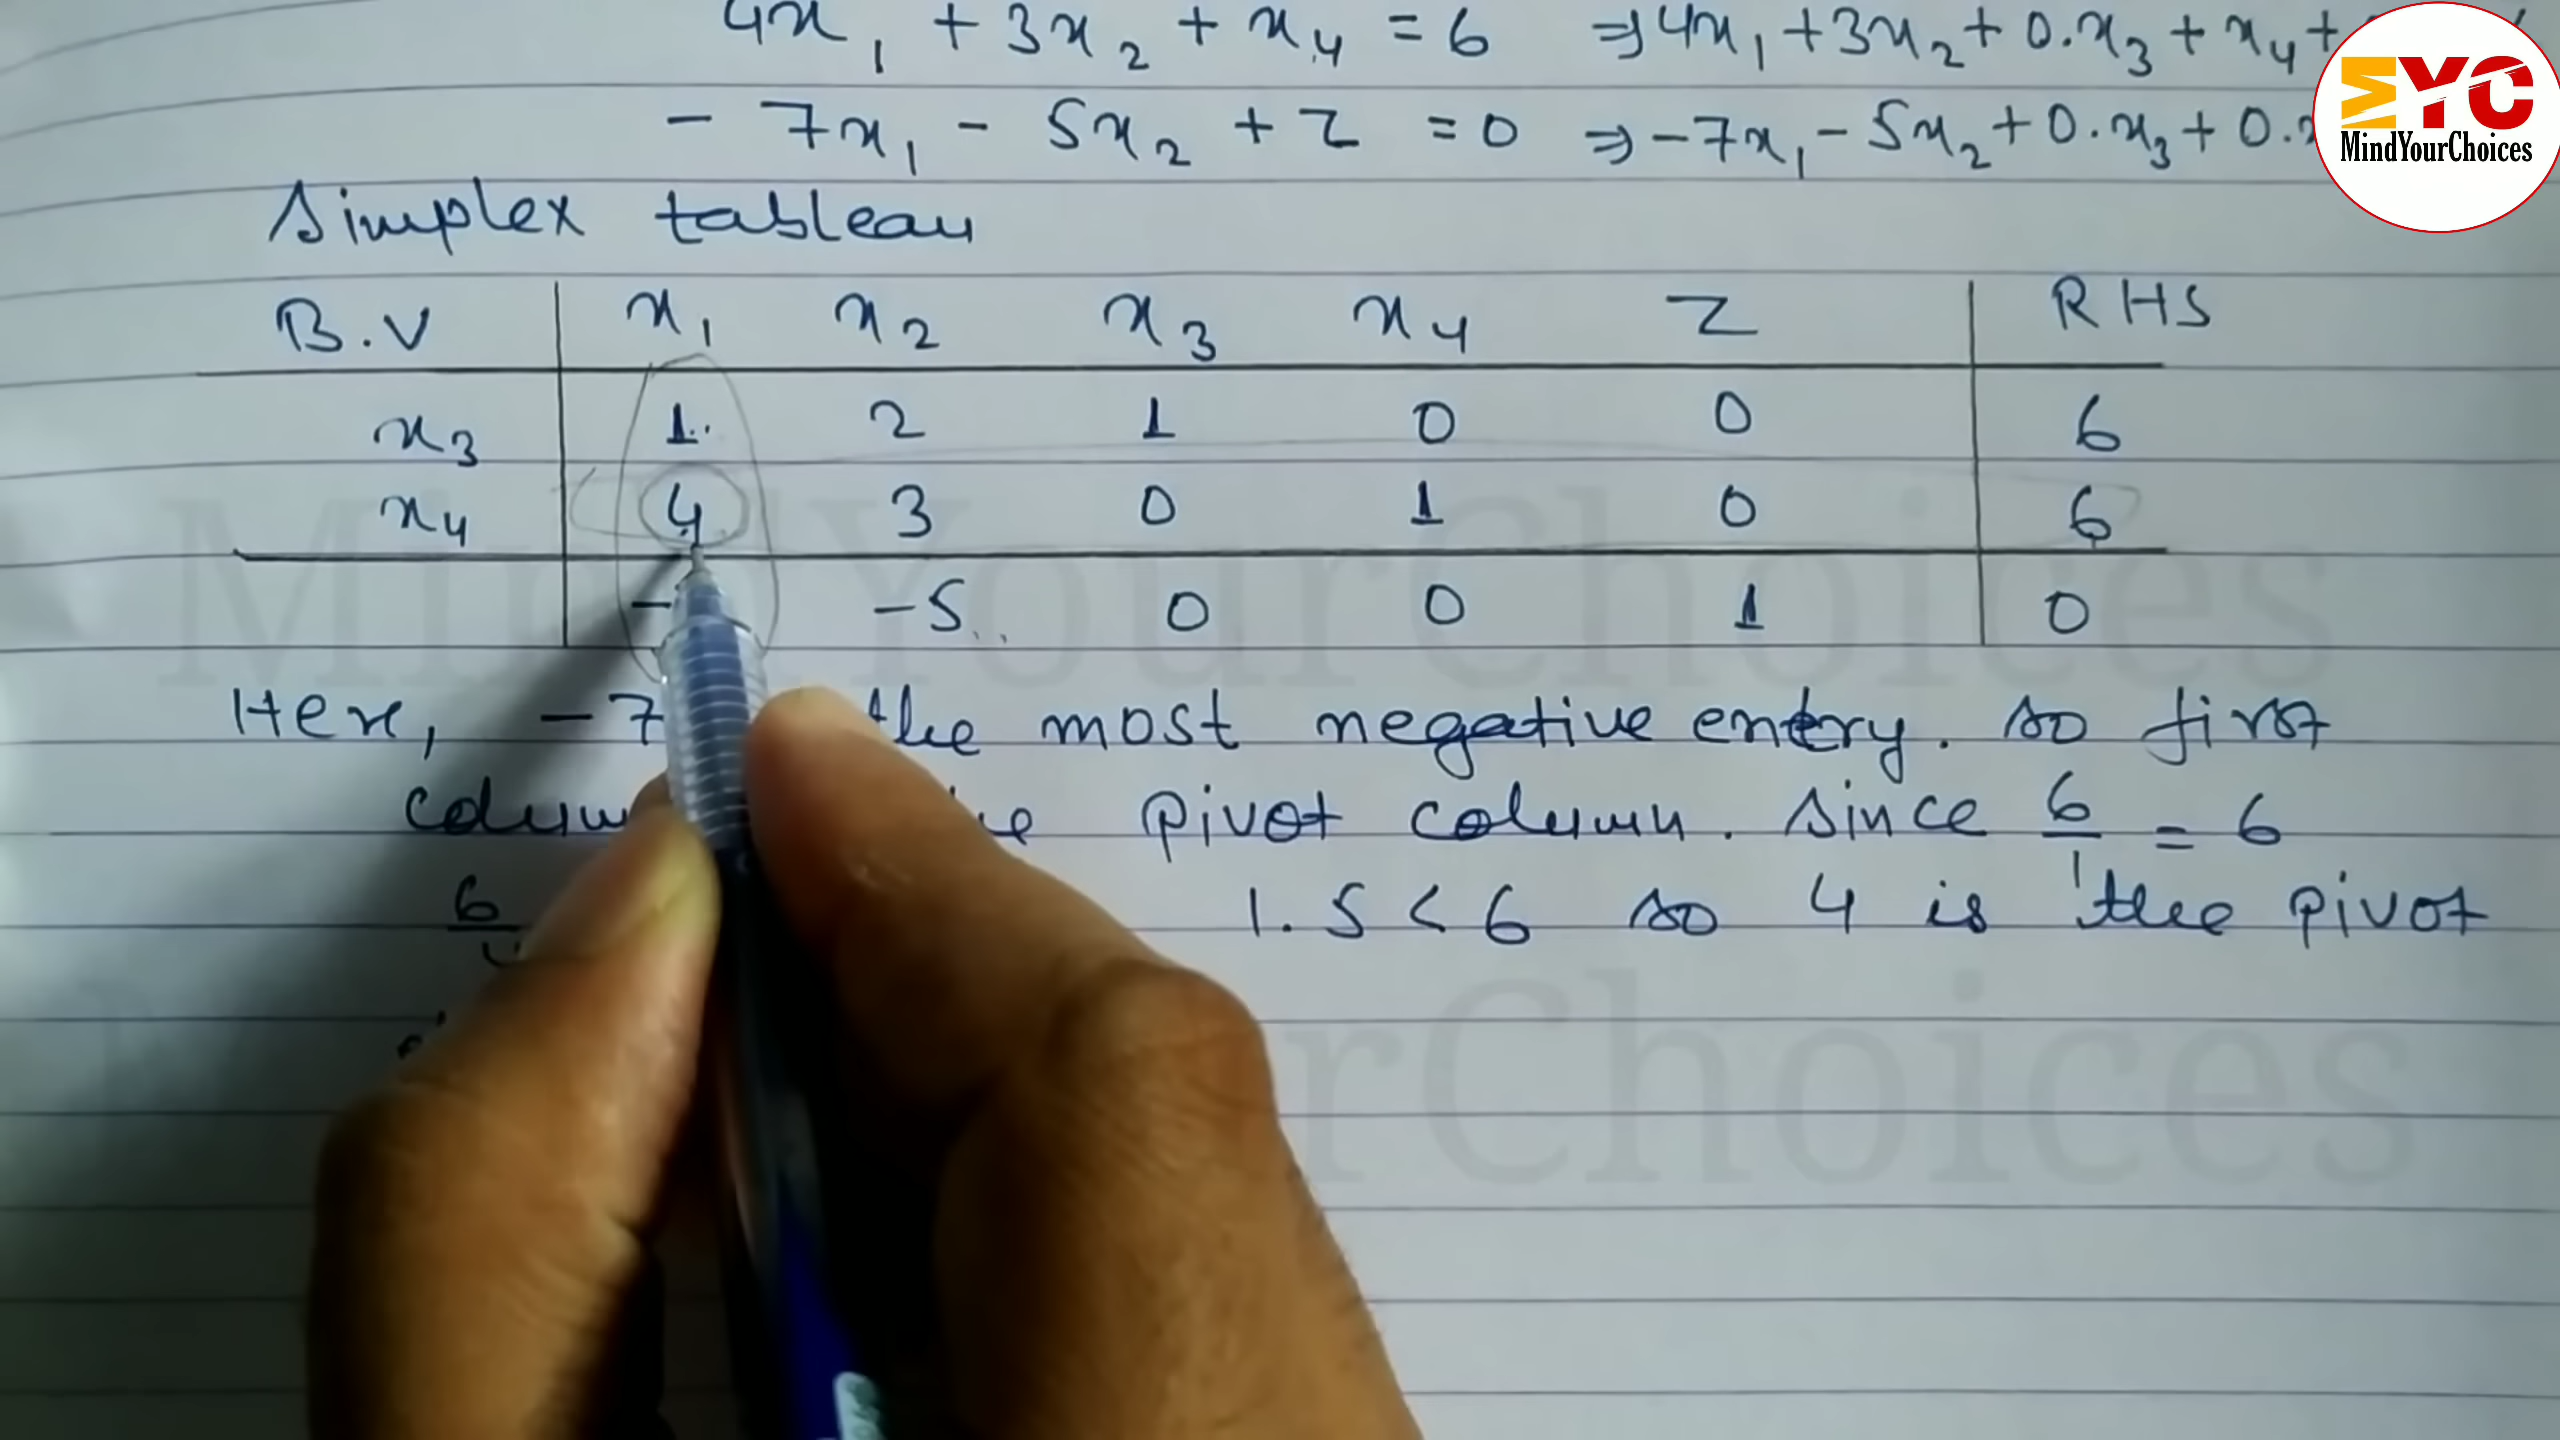 4x₁ + 3x₂ + x₄ = 6 ⇒ 4x₁ + 3x₂ + 0.x₃ + x₄ +
- 7x₁ - 5x₂ + Z = 0 ⇒ -7x₁ - 5x₂ + 0.x₃ + 0.x
MYC
MindYourChoices
Simplex tableau
B.V x₁ x₂ x₃ x₄ Z RHS
x₃ 1 2 1 0 0 6
x₄ 4 3 0 1 0 6
- -5 0 0 1 0
Here, -7 the most negative entry. So first
pivot column. Since 6/1 = 6
6/4 1.5 < 6 so 4 is the pivot
MindYourChoices